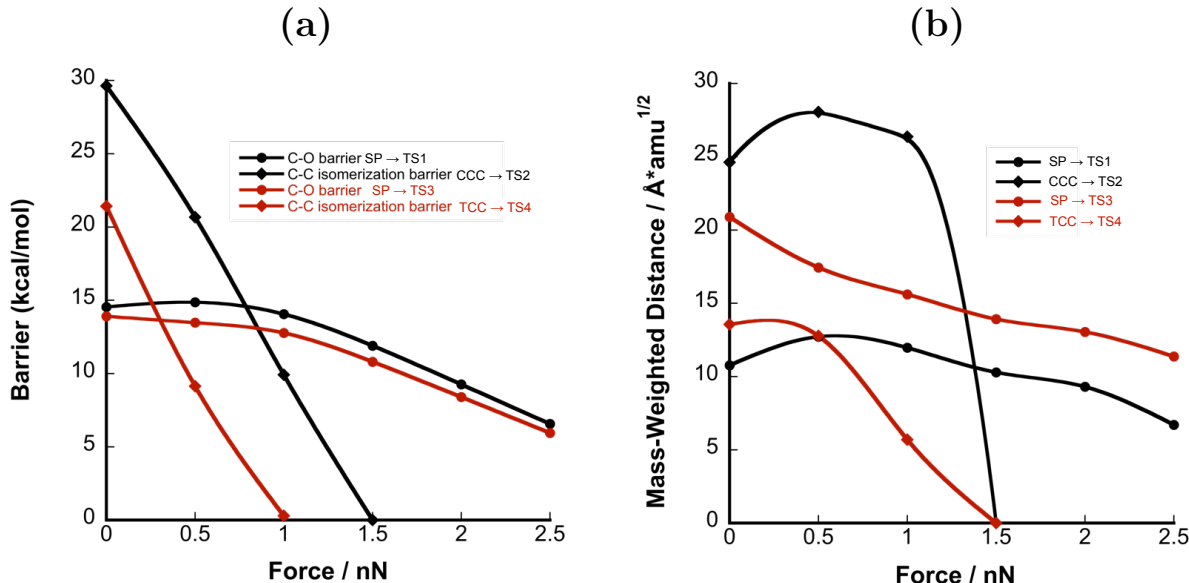 (a)
30
25
20
15
10
5
0
0 0.5 1 1.5 2 2.5
Barrier (kcal/mol)
Force / nN
C-O barrier SP → TS1
C-C isomerization barrier CCC → TS2
C-O barrier SP → TS3
C-C isomerization barrier TCC → TS4
(b)
30
25
20
15
10
5
0
0 0.5 1 1.5 2 2.5
Mass-Weighted Distance / Å*amu^1/2
Force / nN
SP → TS1
CCC → TS2
SP → TS3
TCC → TS4